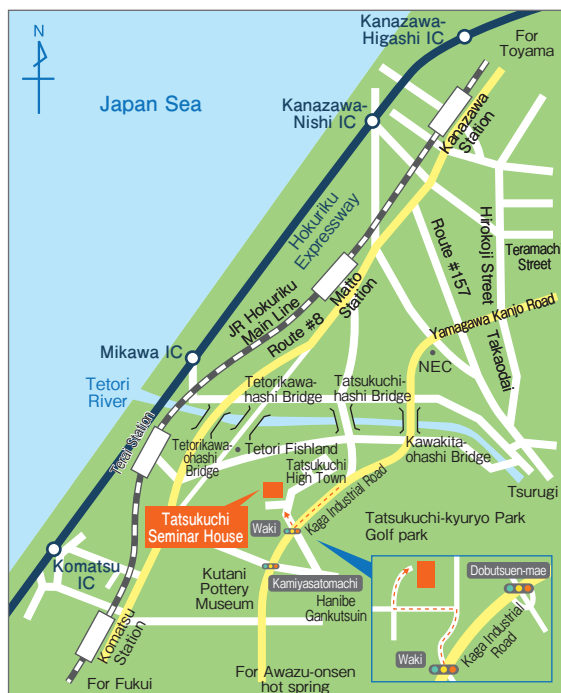 N
Kanazawa-
Higashi IC
For
Toyama
Japan Sea
Kanazawa-
Nishi IC
Kanazawa
Station
Hokuriku
Expressway
Hirokoji Street
Teramach
Street
Route #157
Matto
Station
JR Hokuriku
Main Line
Route #8
Yamagawa Kanjo Road
Takaodai
Mikawa IC
NEC
Tetori
River
Tetorikawa-
hashi Bridge
Tatsukuchi-
hashi Bridge
Terai Station
Tetorikawa-
ohashi
Bridge
Tetori Fishland
Kawakita-
ohashi Bridge
Tatsukuchi
High Town
Tsurugi
Kaga Industrial Road
Tatsukuchi
Seminar House
Waki
Tatsukuchi-kyuryo Park
Golf park
Komatsu
IC
Kutani
Pottery
Museum
Kamiyasatomachi
Hanibe
Gankutsuin
Dobutsuen-mae
Kaga Industrial
Road
Waki
Komatsu
Station
For Awazu-onsen
hot spring
For Fukui